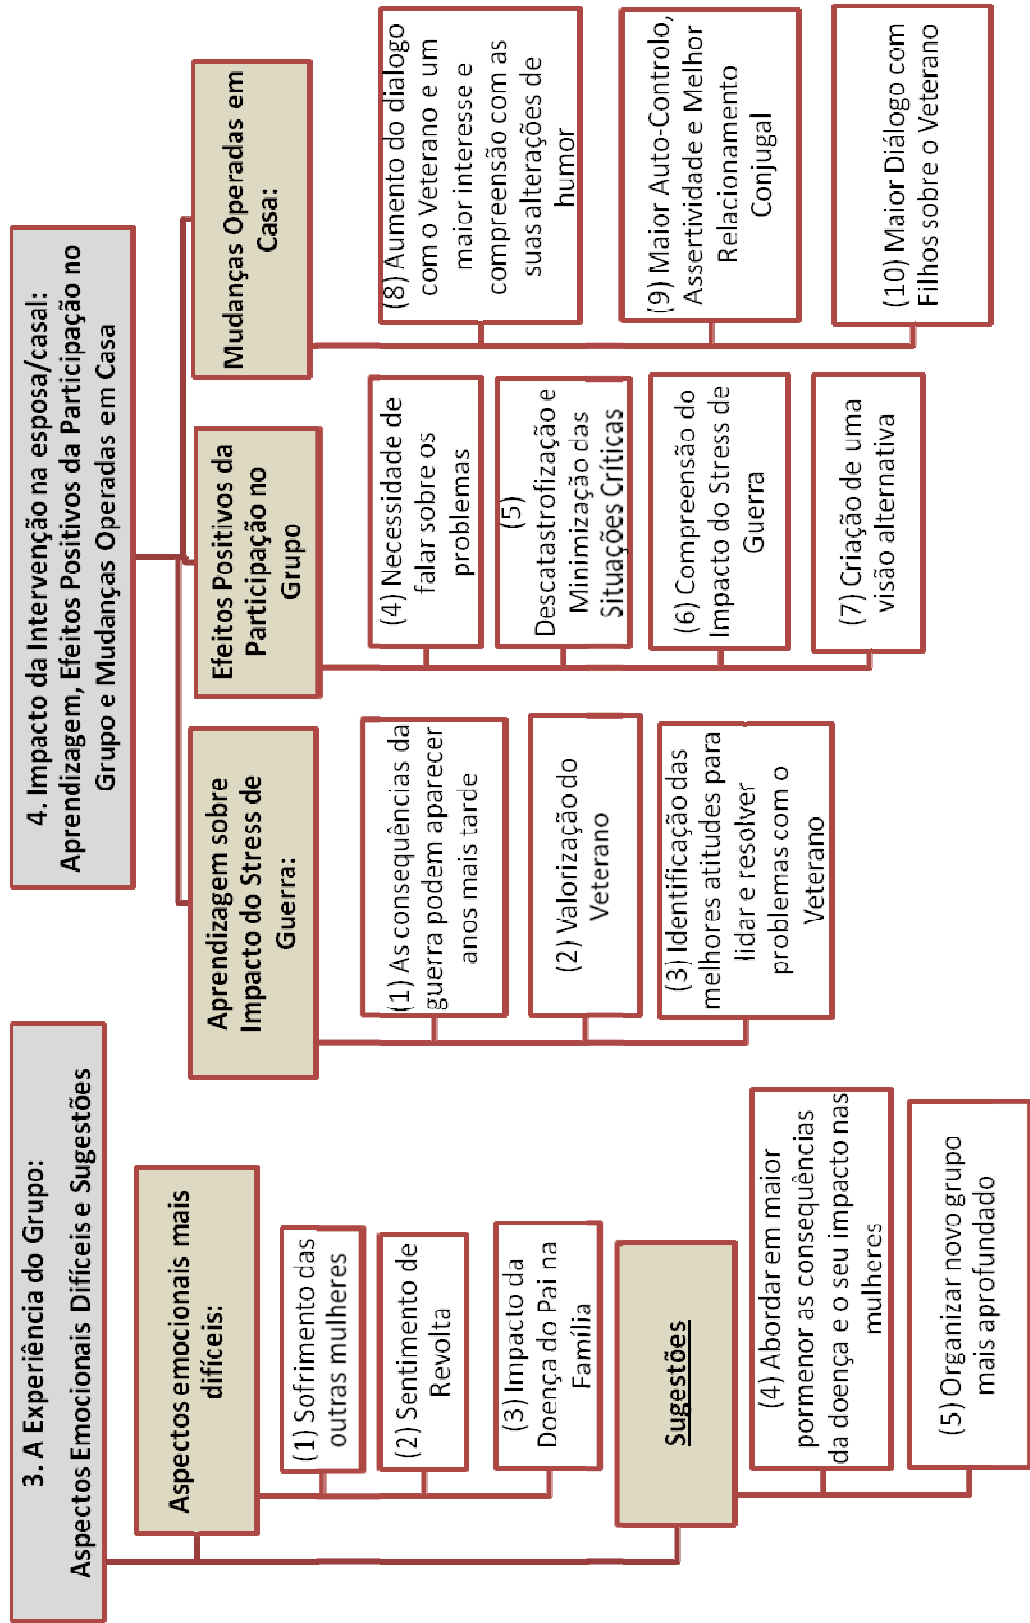 3. A Experiência do Grupo:
Aspectos Emocionais Difíceis e Sugestões
Aspectos emocionais mais
difíceis:
(1) Sofrimento das
outras mulheres
(2) Sentimento de
Revolta
(3) Impacto da
Doença do Pai na
Família
Sugestões
(4) Abordar em maior
pormenor as consequências
da doença e o seu impacto nas
mulheres
(5) Organizar novo grupo
mais aprofundado
4. Impacto da Intervenção na esposa/casal:
Aprendizagem, Efeitos Positivos da Participação no
Grupo e Mudanças Operadas em Casa
Aprendizagem sobre
Impacto do Stress de
Guerra:
(1) As consequências da
guerra podem aparecer
anos mais tarde
(2) Valorização do
Veterano
(3) Identificação das
melhores atitudes para
lidar e resolver
problemas com o
Veterano
Efeitos Positivos da
Participação no
Grupo
(4) Necessidade de
falar sobre os
problemas
(5)
Descatastrofização e
Minimização das
Situações Críticas
(6) Compreensão do
Impacto do Stress de
Guerra
(7) Criação de uma
visão alternativa
Mudanças Operadas em
Casa:
(8) Aumento do dialogo
com o Veterano e um
maior interesse e
compreensão com as
suas alterações de
humor
(9) Maior Auto-Controlo,
Assertividade e Melhor
Relacionamento
Conjugal
(10) Maior Diálogo com
Filhos sobre o Veterano